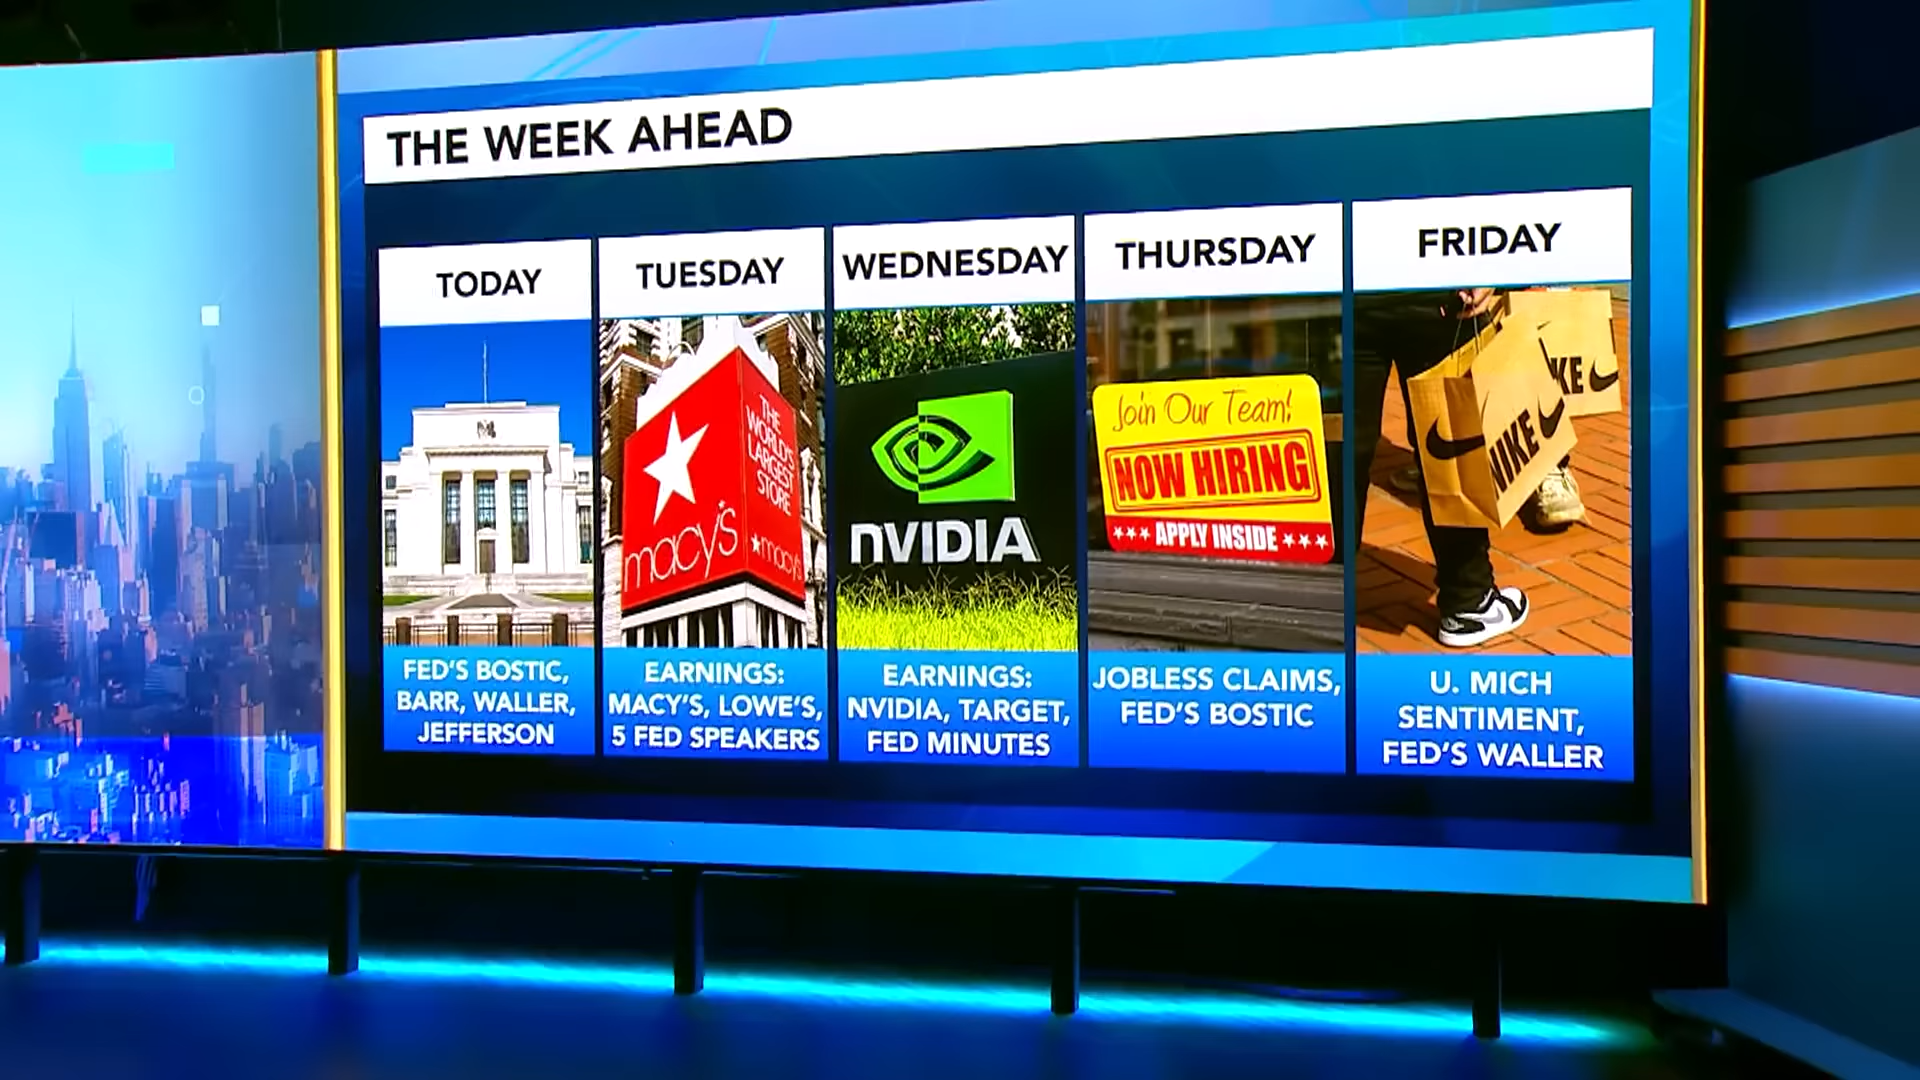 THE WEEK AHEAD
TODAY
FED'S BOSTIC,
BARR, WALLER,
JEFFERSON
TUESDAY
THE
WORLD'S
LARGEST
STORE
macy's
macy's
EARNINGS:
MACY'S, LOWE'S,
5 FED SPEAKERS
WEDNESDAY
NVIDIA
EARNINGS:
NVIDIA, TARGET,
FED MINUTES
THURSDAY
Join Our Team!
NOW HIRING
APPLY INSIDE
JOBLESS CLAIMS,
FED'S BOSTIC
FRIDAY
NIKE
KE
U. MICH
SENTIMENT,
FED'S WALLER